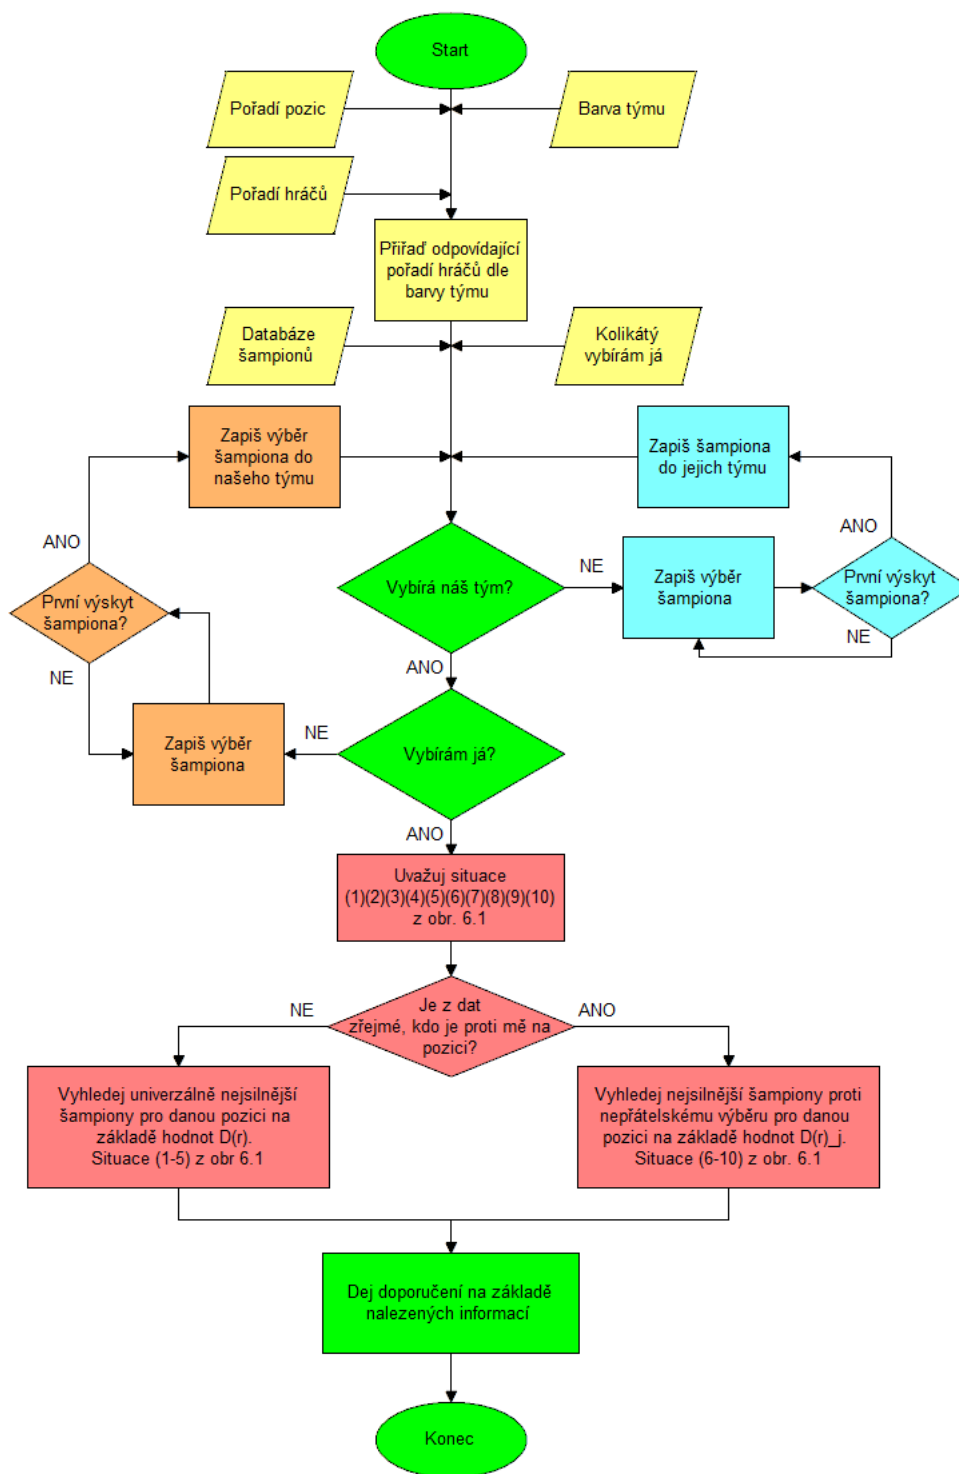 Start
Pořadí pozic
Barva týmu
Pořadí hráčů
Přiřaď odpovídající
pořadí hráčů dle
barvy týmu
Databáze
šampionů
Kolikátý
vybírám já
Zapiš výběr
šampiona do
našeho týmu
Zapiš šampiona
do jejich týmu
ANO
ANO
Vybírá náš tým?
NE
Zapiš výběr
šampiona
První výskyt
šampiona?
NE
První výskyt
šampiona?
NE
ANO
Zapiš výběr
šampiona
NE
Vybírám já?
ANO
Uvažuj situace
(1)(2)(3)(4)(5)(6)(7)(8)(9)(10)
z obr. 6.1
NE
Je z dat
zřejmé, kdo je proti mě na
pozici?
ANO
Vyhledej univerzálně nejsilnější
šampiony pro danou pozici na
základě hodnot D(r).
Situace (1-5) z obr 6.1
Vyhledej nejsilnější šampiony proti
nepřátelskému výběru pro danou
pozici na základě hodnot D(r)_j.
Situace (6-10) z obr. 6.1
Dej doporučení na základě
nalezených informací
Konec